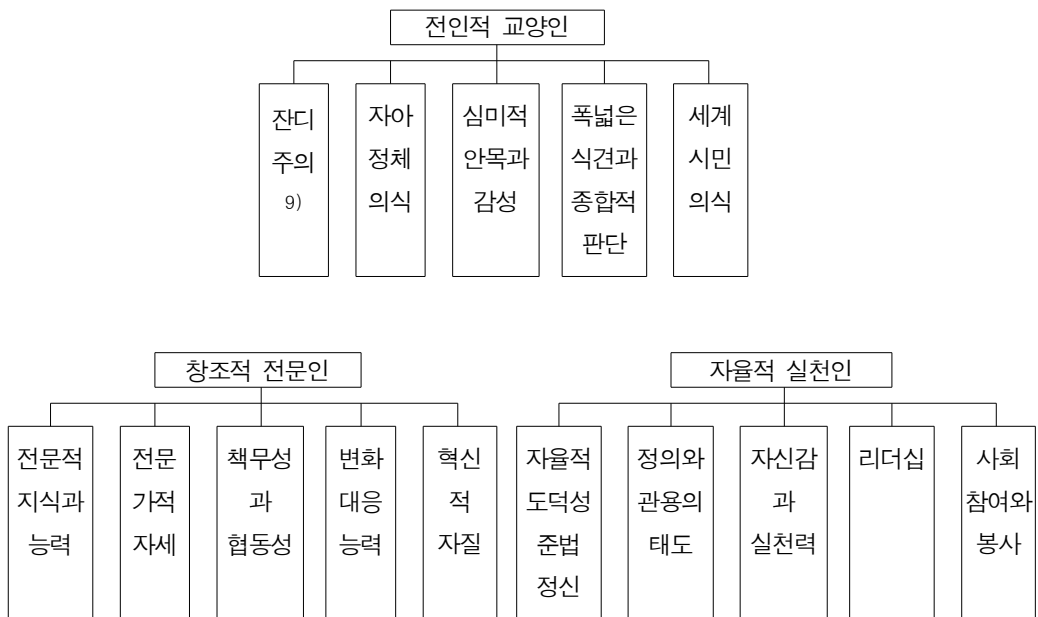 전인적 교양인
잔디
주의
9)
자아
정체
의식
심미적
안목과
감성
폭넓은
식견과
종합적
판단
세계
시민
의식
창조적 전문인
전문적
지식과
능력
전문
가적
자세
책무성
과
협동성
변화
대응
능력
혁신
적
자질
자율적 실천인
자율적
도덕성
준법
정신
정의와
관용의
태도
자신감
과
실천력
리더십
사회
참여와
봉사